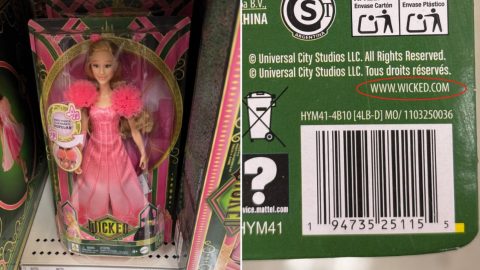 WICKED
a B.V.,
CHINA
S
ARGENTINA
Envase Cartón
Envase Plástico
© Universal City Studios LLC. All Rights Reserved.
© Universal City Studios LLC. Tous droits réservés.
WWW.WICKED.COM
HYM41-4B10 [4LB-D] M0/ 1103250036
?
vice.mattel.com
HYM41
1 94735 25115 5